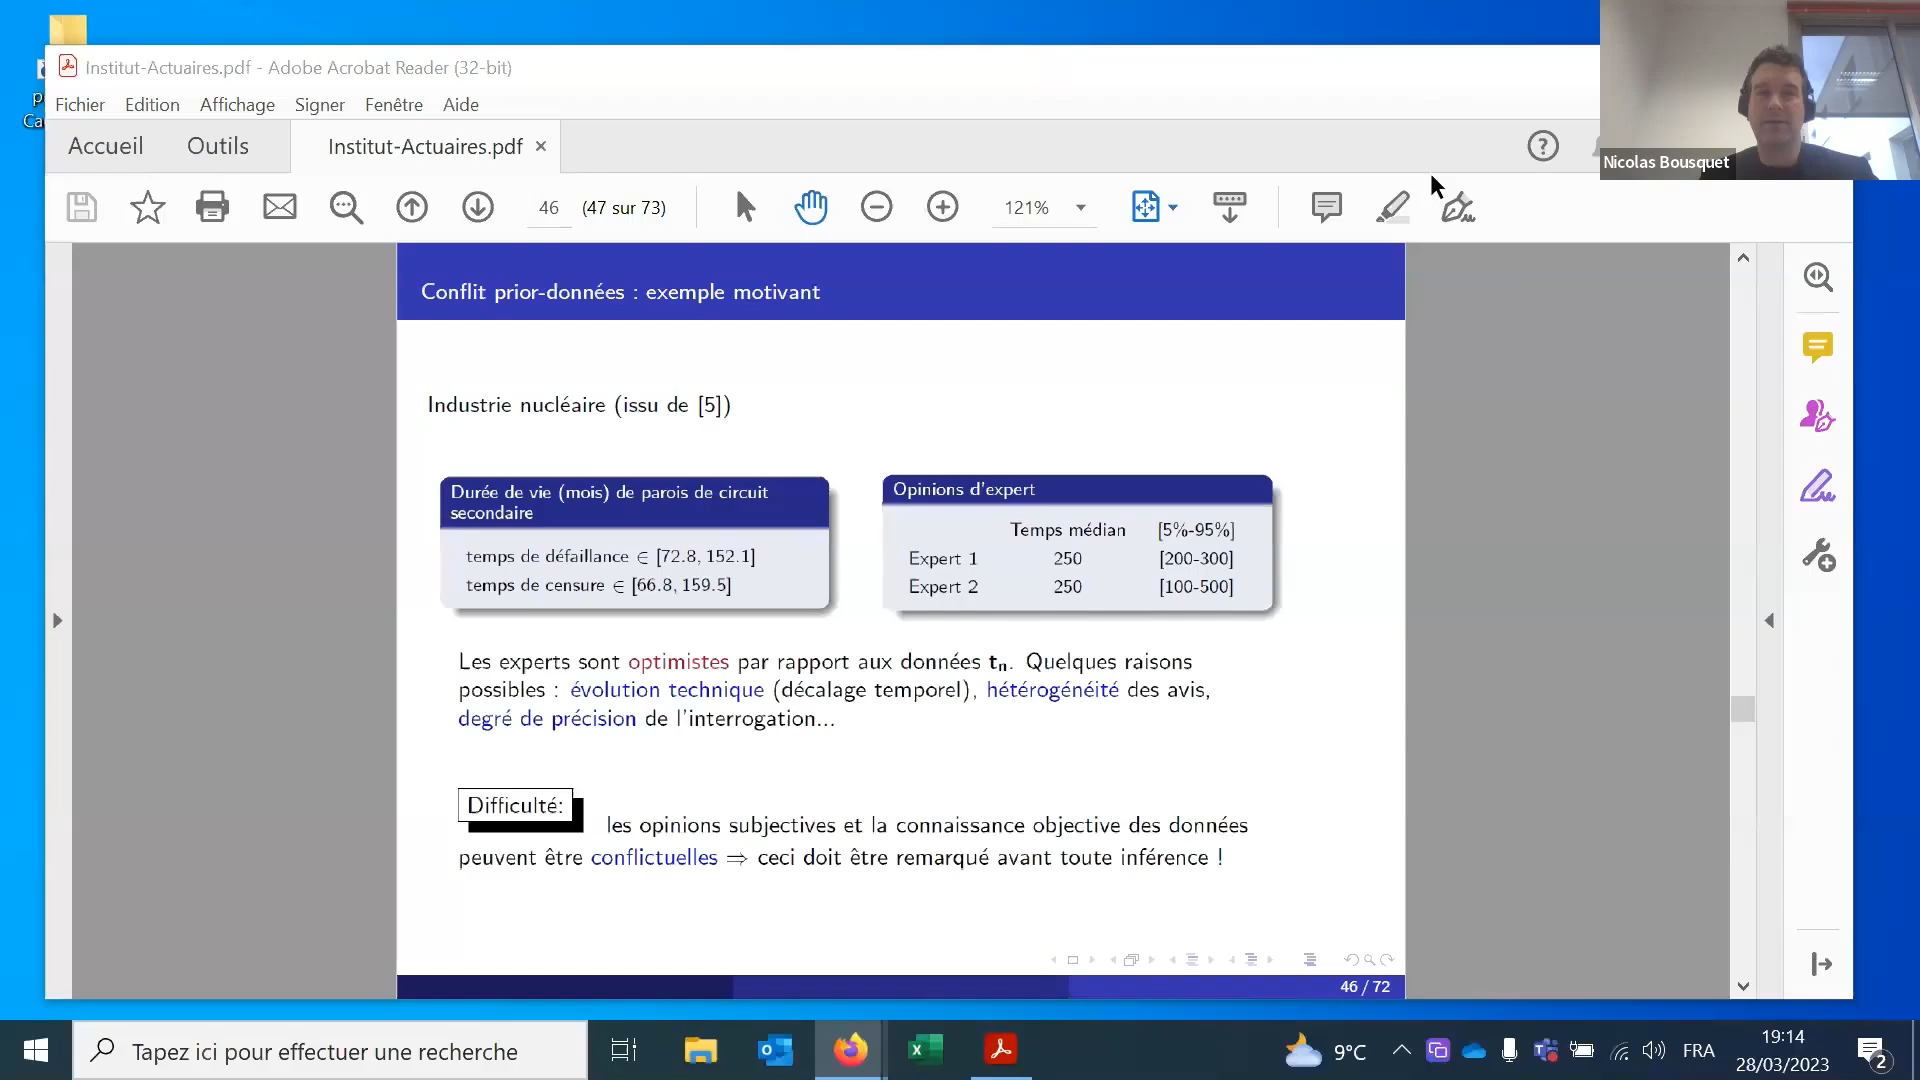 Institut-Actuaires.pdf - Adobe Acrobat Reader (32-bit)
Fichier Edition Affichage Signer Fenêtre Aide
Accueil Outils Institut-Actuaires.pdf
46 (47 sur 73) 121%
Nicolas Bousquet
Conflit prior-données : exemple motivant
Industrie nucléaire (issu de [5])
Durée de vie (mois) de parois de circuit
secondaire
temps de défaillance ∈ [72.8, 152.1]
temps de censure ∈ [66.8, 159.5]
Opinions d'expert
Temps médian [5%-95%]
Expert 1 250 [200-300]
Expert 2 250 [100-500]
Les experts sont optimistes par rapport aux données tn. Quelques raisons
possibles : évolution technique (décalage temporel), hétérogénéité des avis,
degré de précision de l'interrogation...
Difficulté:
les opinions subjectives et la connaissance objective des données
peuvent être conflictuelles ⇒ ceci doit être remarqué avant toute inférence !
46 / 72
Tapez ici pour effectuer une recherche
9°C
FRA
19:14
28/03/2023
2